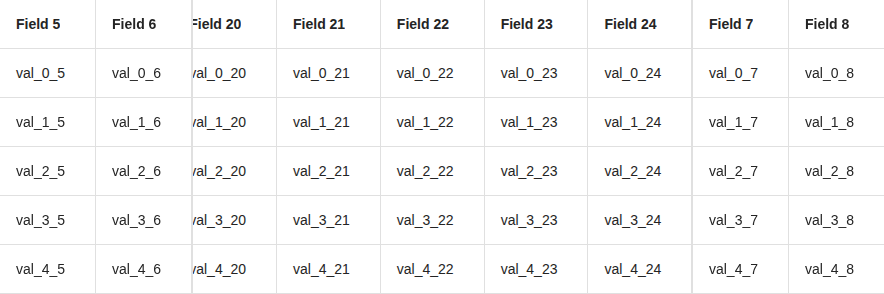 Field 5 Field 6 Field 20 Field 21 Field 22 Field 23 Field 24 Field 7 Field 8
val_0_5 val_0_6 val_0_20 val_0_21 val_0_22 val_0_23 val_0_24 val_0_7 val_0_8
val_1_5 val_1_6 val_1_20 val_1_21 val_1_22 val_1_23 val_1_24 val_1_7 val_1_8
val_2_5 val_2_6 val_2_20 val_2_21 val_2_22 val_2_23 val_2_24 val_2_7 val_2_8
val_3_5 val_3_6 val_3_20 val_3_21 val_3_22 val_3_23 val_3_24 val_3_7 val_3_8
val_4_5 val_4_6 val_4_20 val_4_21 val_4_22 val_4_23 val_4_24 val_4_7 val_4_8